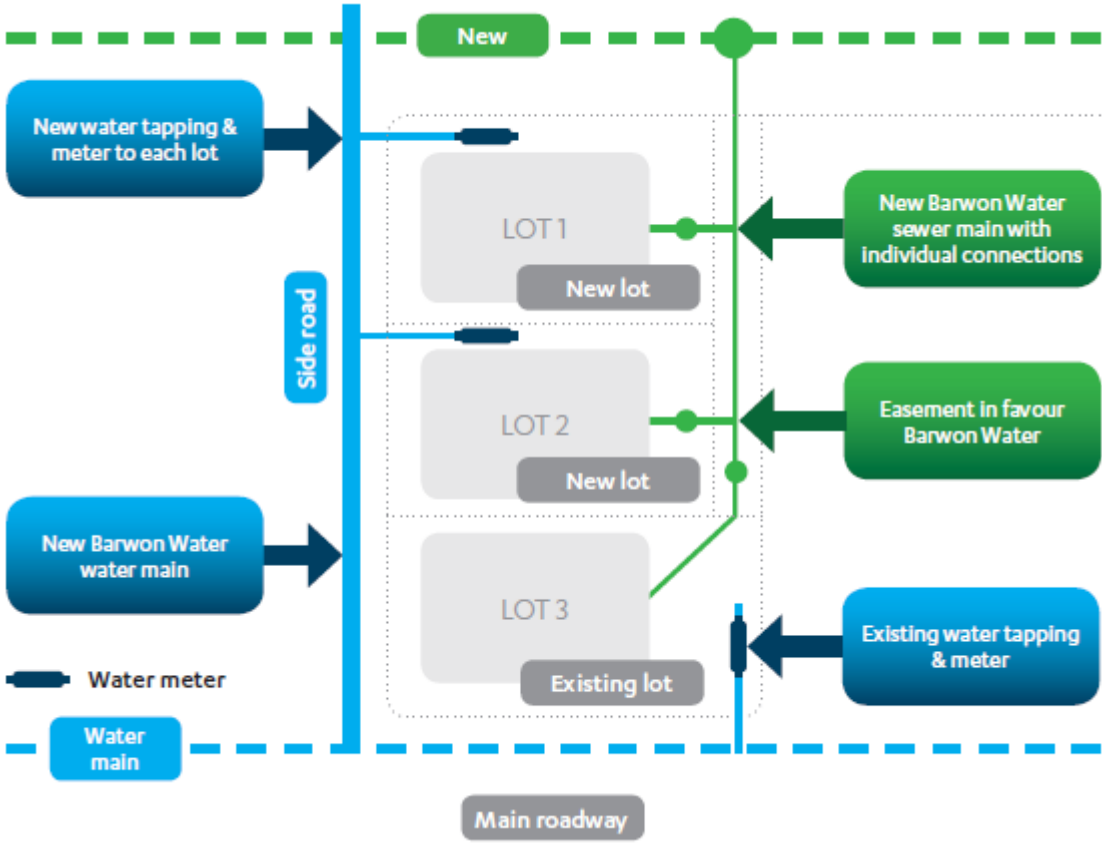 New
New water tapping &
meter to each lot
New Barwon Water
sewer main with
individual connections
LOT 1
New lot
Side road
LOT 2
New lot
Easement in favour
Barwon Water
New Barwon Water
water main
LOT 3
Existing lot
Existing water tapping
& meter
Water meter
Water
main
Main roadway